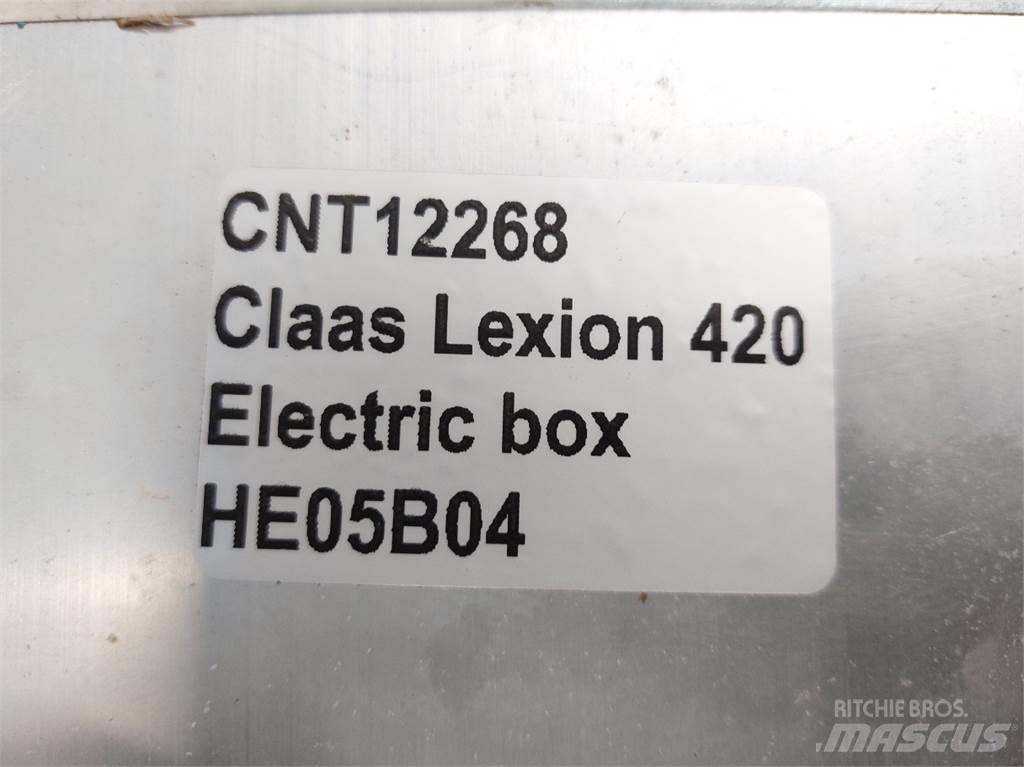 CNT12268
Claas Lexion 420
Electric box
HE05B04
RITCHIE BROS.
MASCUS